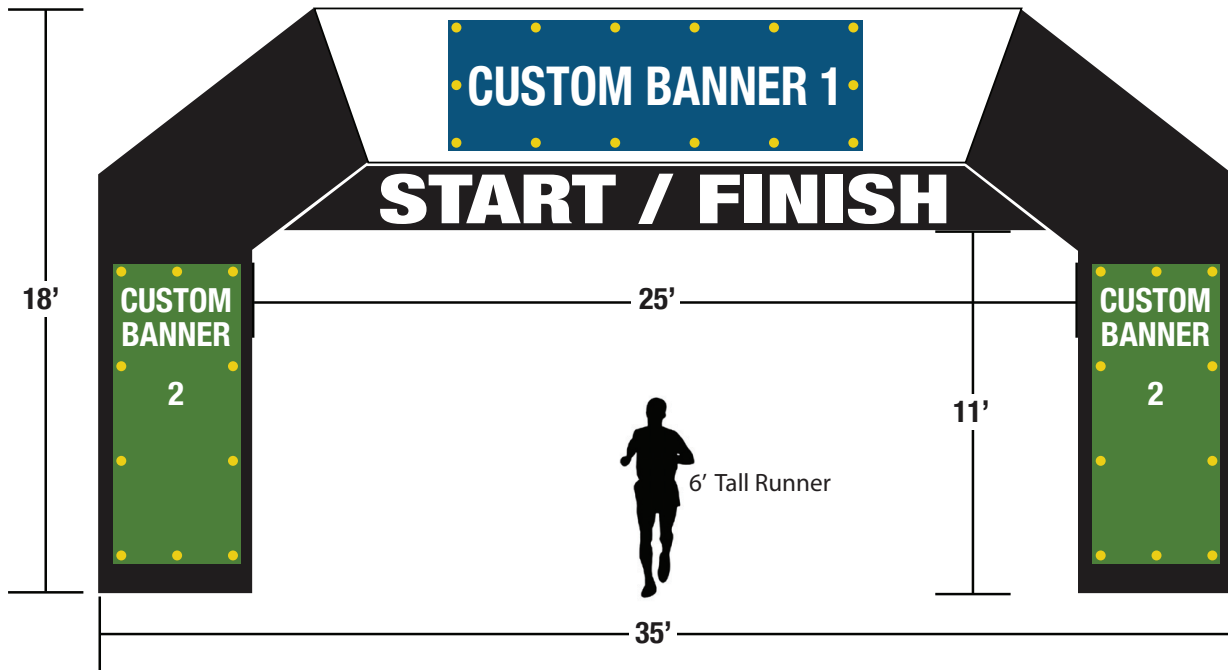 CUSTOM BANNER 1
START / FINISH
18’
25’
CUSTOM
BANNER
2
CUSTOM
BANNER
2
11’
6’ Tall Runner
35’